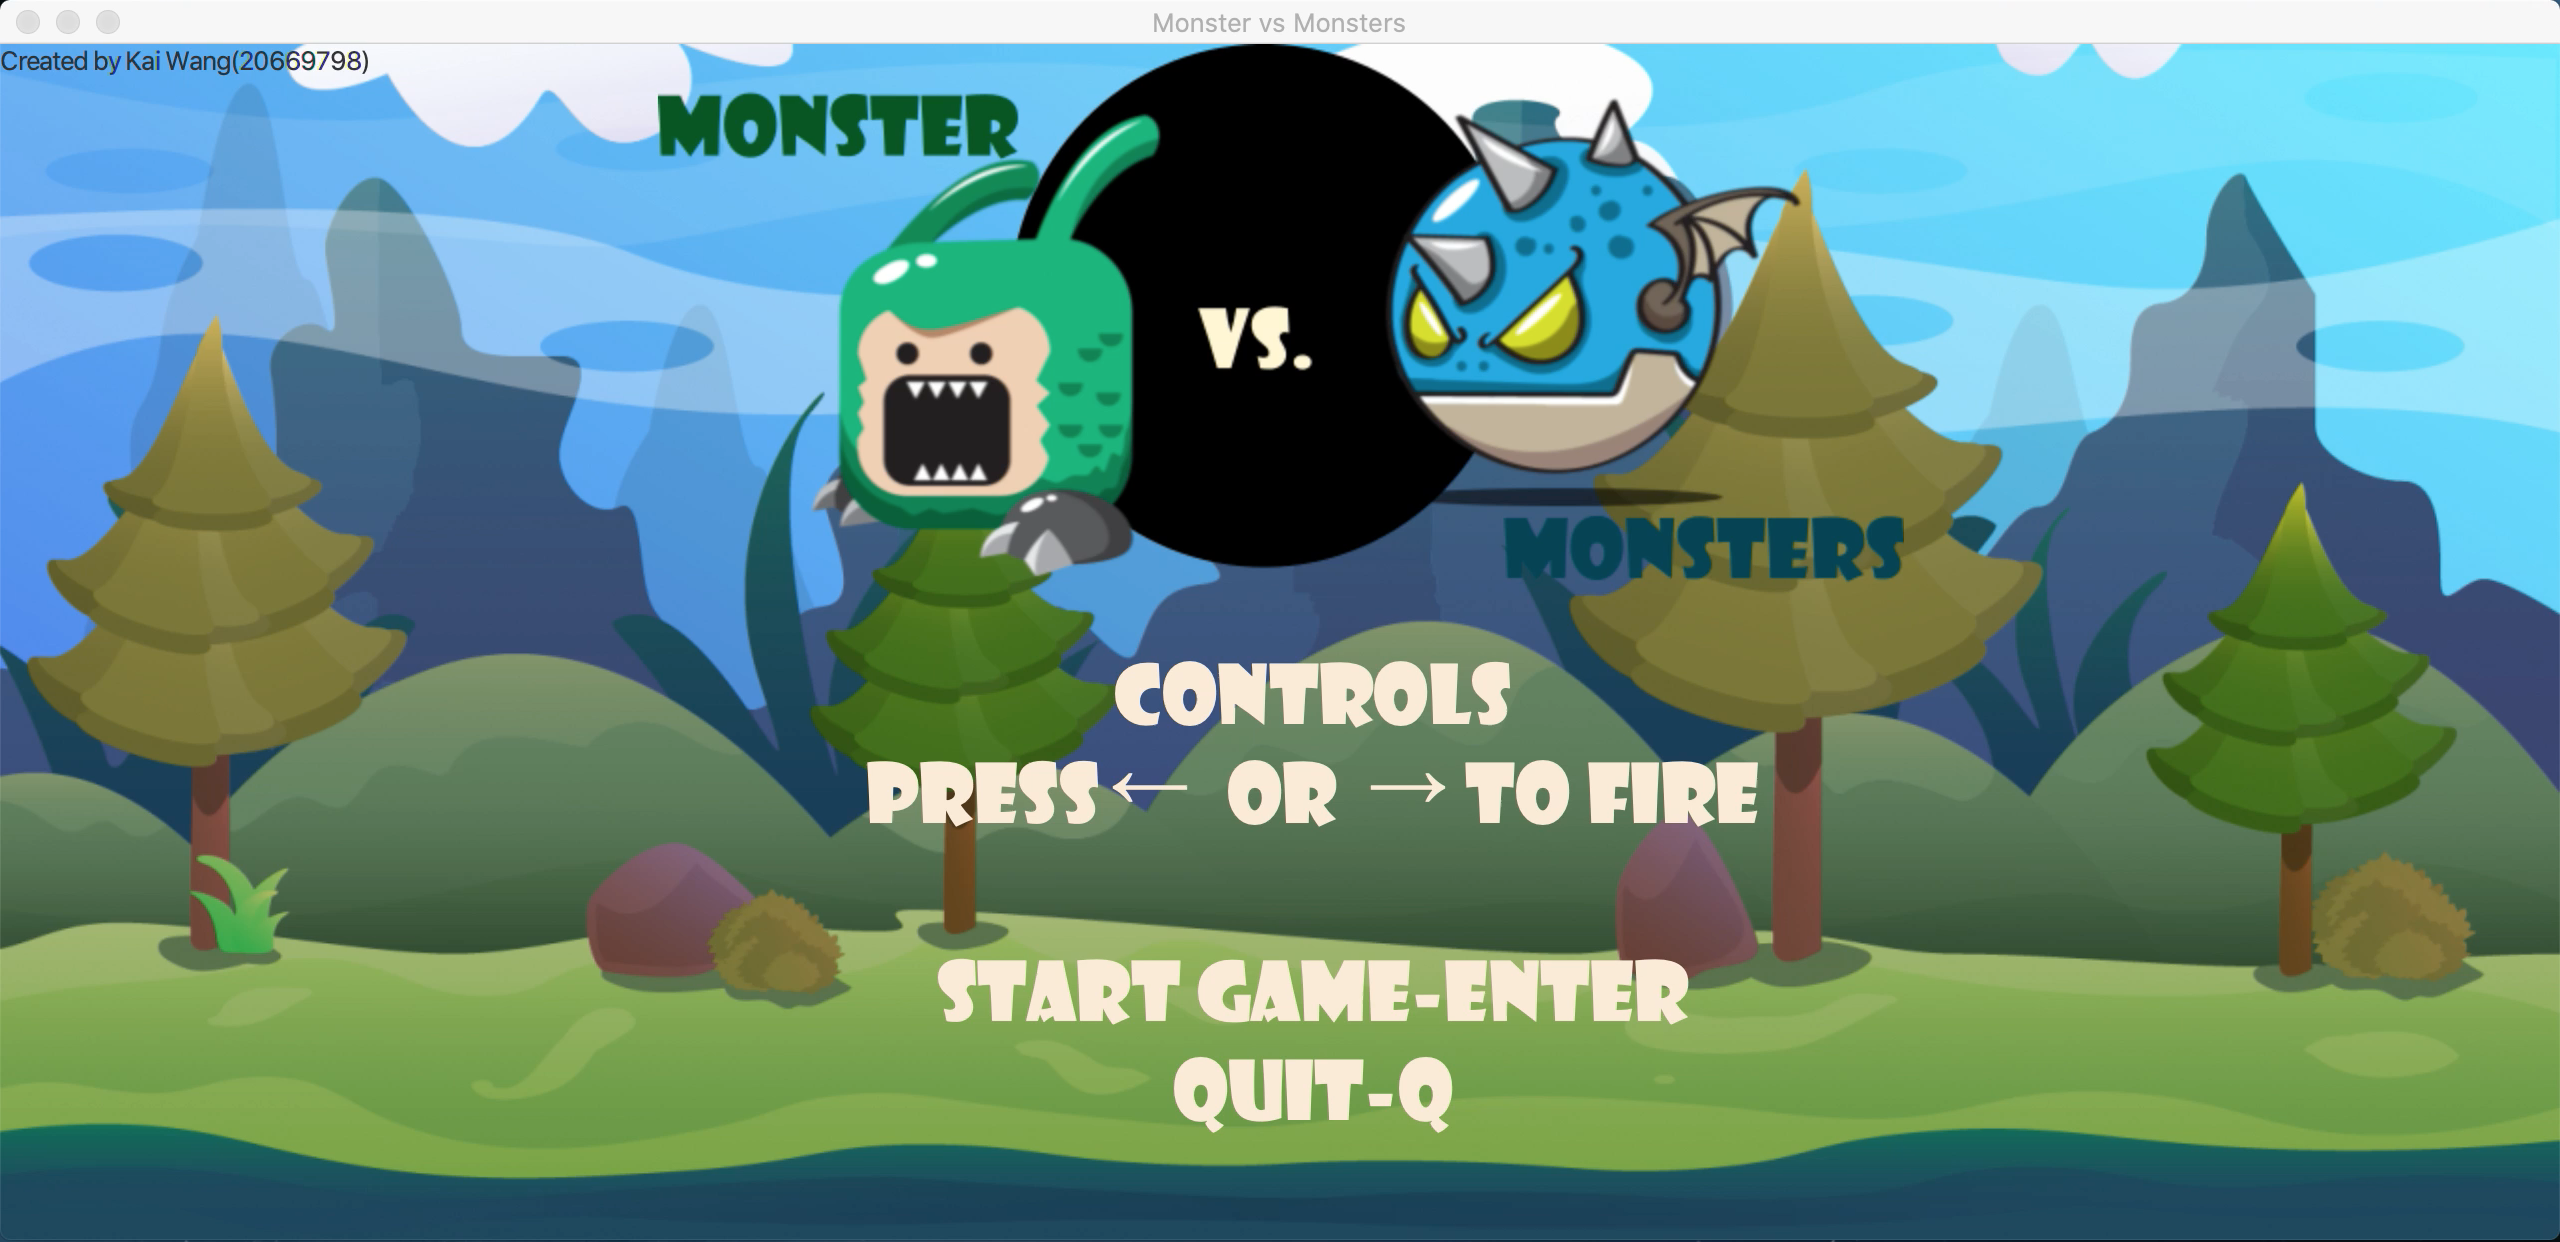 Monster vs Monsters
Created by Kai Wang(20669798)
MONSTER
VS.
MONSTERS
CONTROLS
PRESS ← OR → TO FIRE
START GAME-ENTER
QUIT-Q